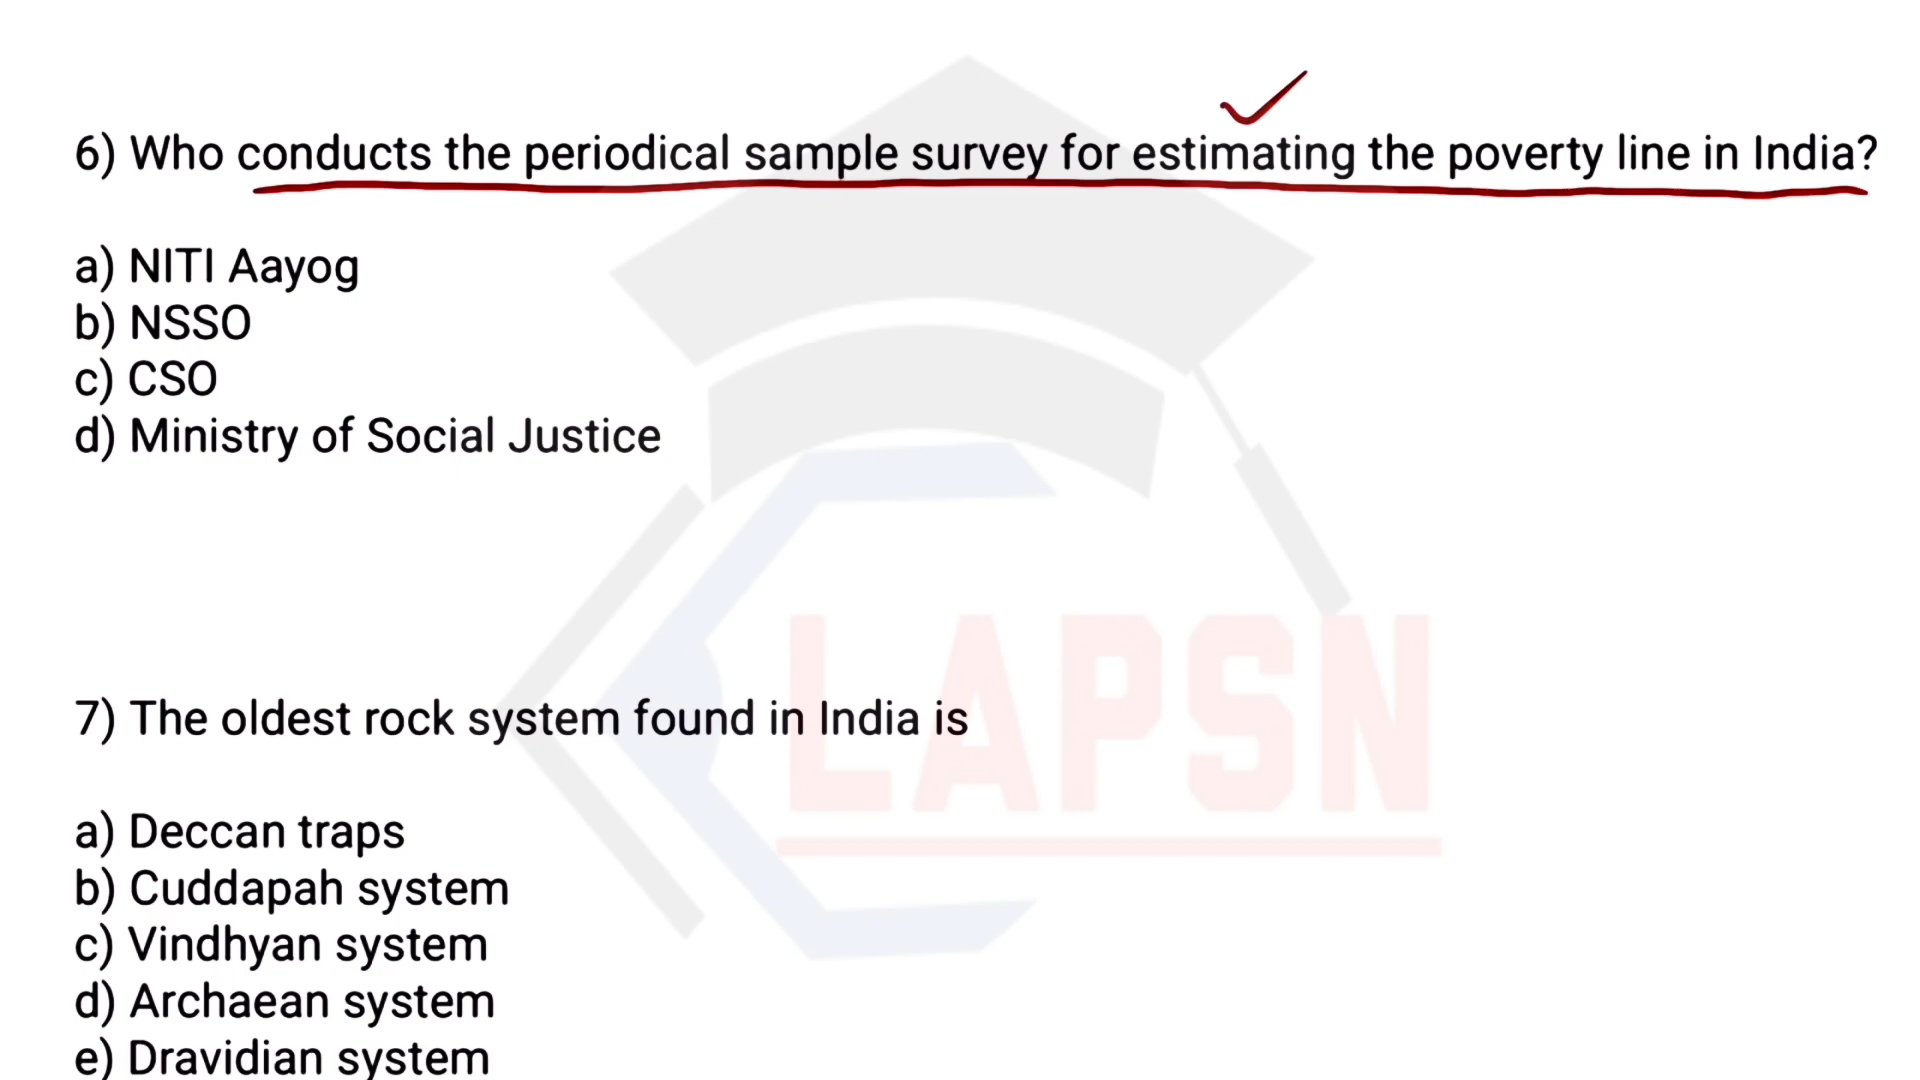 6) Who conducts the periodical sample survey for estimating the poverty line in India?
a) NITI Aayog
b) NSSO
c) CSO
d) Ministry of Social Justice
LAPSN
7) The oldest rock system found in India is
a) Deccan traps
b) Cuddapah system
c) Vindhyan system
d) Archaean system
e) Dravidian system